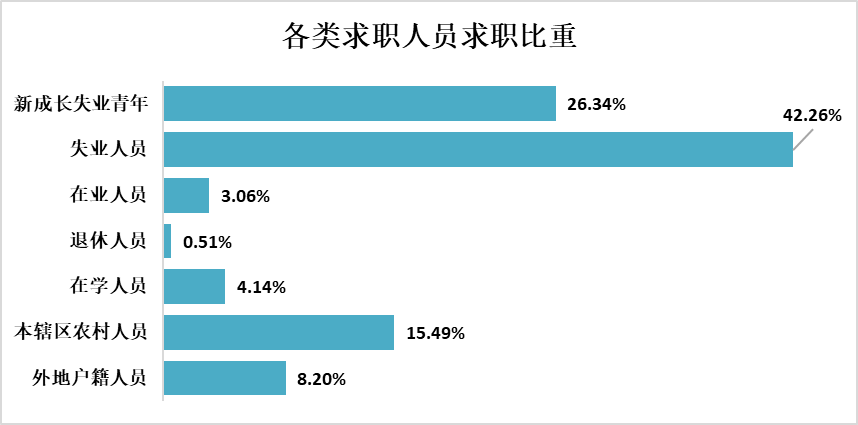 各类求职人员求职比重
新成长失业青年 26.34%
失业人员 42.26%
在业人员 3.06%
退休人员 0.51%
在学人员 4.14%
本辖区农村人员 15.49%
外地户籍人员 8.20%